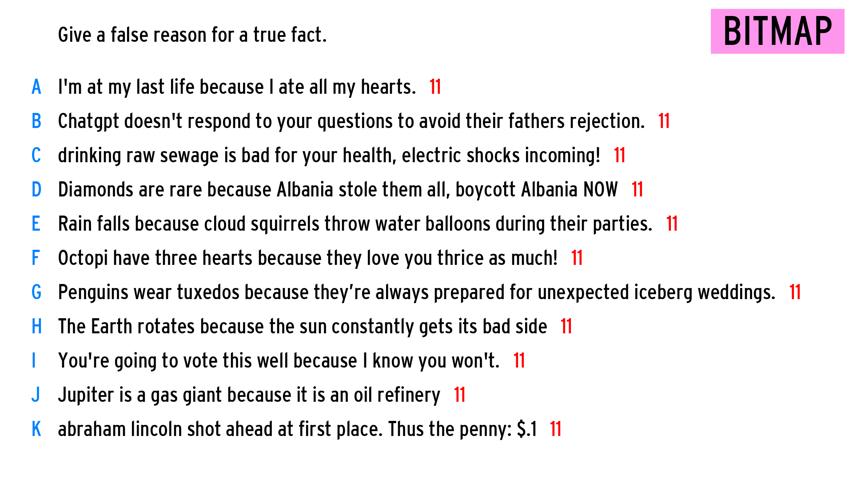 Give a false reason for a true fact.
BITMAP
A I'm at my last life because I ate all my hearts. 11
B Chatgpt doesn't respond to your questions to avoid their fathers rejection. 11
C drinking raw sewage is bad for your health, electric shocks incoming! 11
D Diamonds are rare because Albania stole them all, boycott Albania NOW 11
E Rain falls because cloud squirrels throw water balloons during their parties. 11
F Octopi have three hearts because they love you thrice as much! 11
G Penguins wear tuxedos because they’re always prepared for unexpected iceberg weddings. 11
H The Earth rotates because the sun constantly gets its bad side 11
I You're going to vote this well because I know you won't. 11
J Jupiter is a gas giant because it is an oil refinery 11
K abraham lincoln shot ahead at first place. Thus the penny: $.1 11